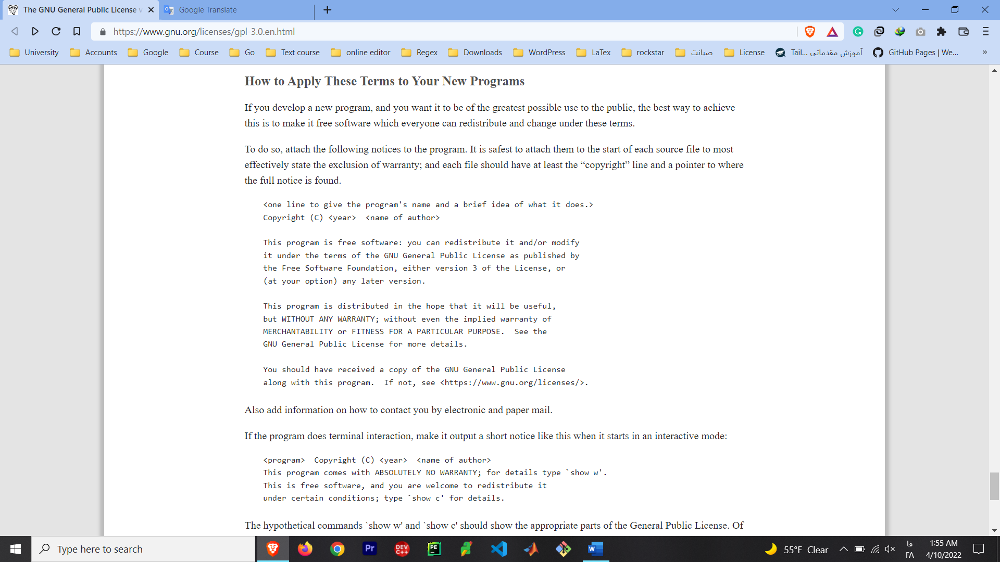 The GNU General Public License v
Google Translate
https://www.gnu.org/licenses/gpl-3.0.en.html
University
Accounts
Google
Course
Go
Text course
online editor
Regex
Downloads
WordPress
LaTex
rockstar
صیانت
License
Tail... آموزش مقدماتی
GitHub Pages | We...
»
How to Apply These Terms to Your New Programs
If you develop a new program, and you want it to be of the greatest possible use to the public, the best way to achieve
this is to make it free software which everyone can redistribute and change under these terms.
To do so, attach the following notices to the program. It is safest to attach them to the start of each source file to most
effectively state the exclusion of warranty; and each file should have at least the “copyright” line and a pointer to where
the full notice is found.
<one line to give the program's name and a brief idea of what it does.>
Copyright (C) <year>  <name of author>
This program is free software: you can redistribute it and/or modify
it under the terms of the GNU General Public License as published by
the Free Software Foundation, either version 3 of the License, or
(at your option) any later version.
This program is distributed in the hope that it will be useful,
but WITHOUT ANY WARRANTY; without even the implied warranty of
MERCHANTABILITY or FITNESS FOR A PARTICULAR PURPOSE.  See the
GNU General Public License for more details.
You should have received a copy of the GNU General Public License
along with this program.  If not, see <https://www.gnu.org/licenses/>.
Also add information on how to contact you by electronic and paper mail.
If the program does terminal interaction, make it output a short notice like this when it starts in an interactive mode:
<program>  Copyright (C) <year>  <name of author>
This program comes with ABSOLUTELY NO WARRANTY; for details type `show w'.
This is free software, and you are welcome to redistribute it
under certain conditions; type `show c' for details.
The hypothetical commands `show w' and `show c' should show the appropriate parts of the General Public License. Of
Type here to search
Pr
DEV
C++
PE
W
55°F Clear
فا
FA
1:55 AM
4/10/2022